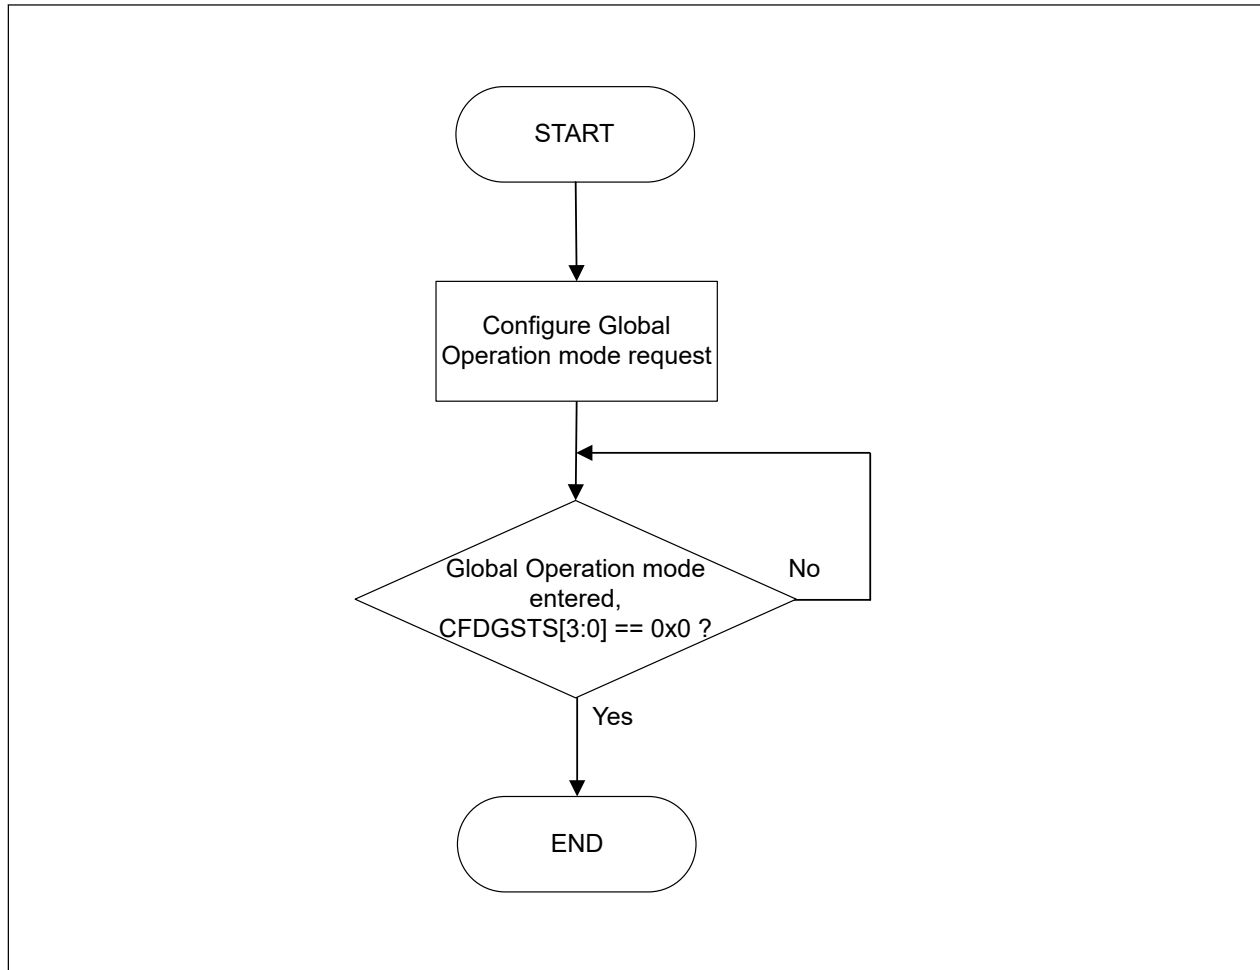 START
Configure Global
Operation mode request
Global Operation mode
entered,
CFDGSTS[3:0] == 0x0 ?
No
Yes
END